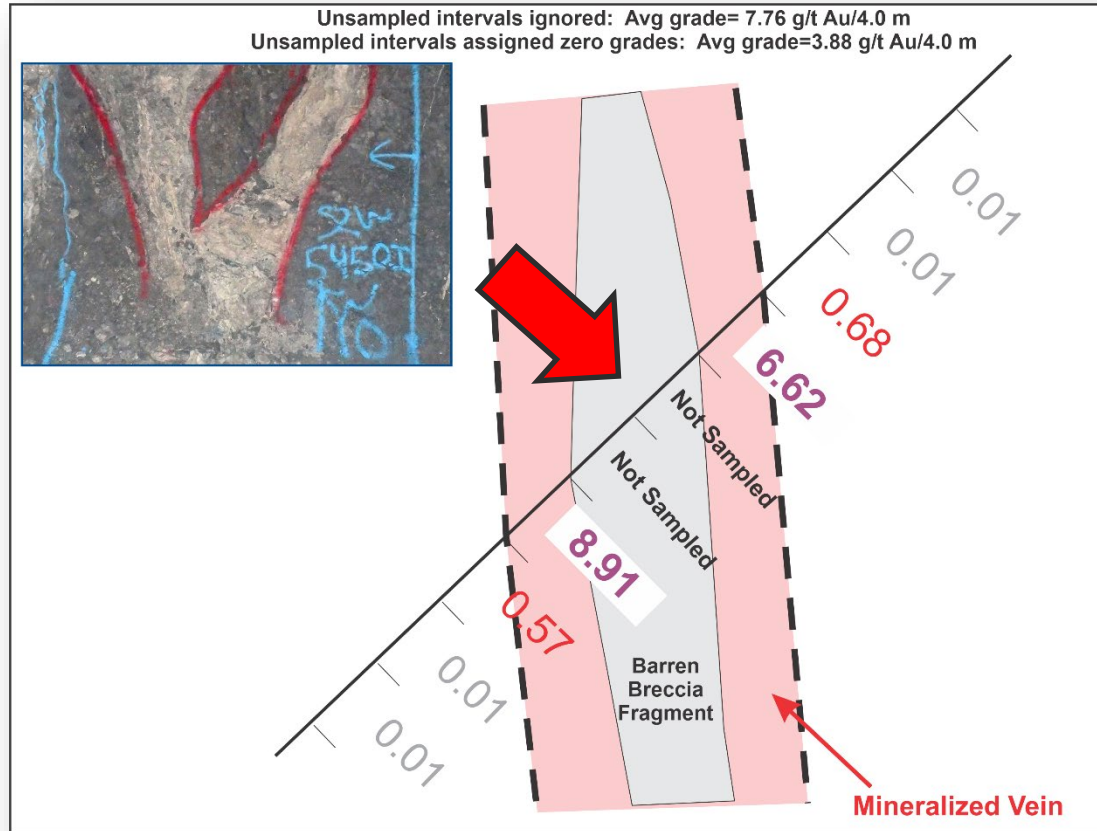 Unsampled intervals ignored: Avg grade= 7.76 g/t Au/4.0 m
Unsampled intervals assigned zero grades: Avg grade=3.88 g/t Au/4.0 m
0.01
0.01
0.68
6.62
Not Sampled
Not Sampled
8.91
0.57
0.01
0.01
Barren
Breccia
Fragment
Mineralized Vein